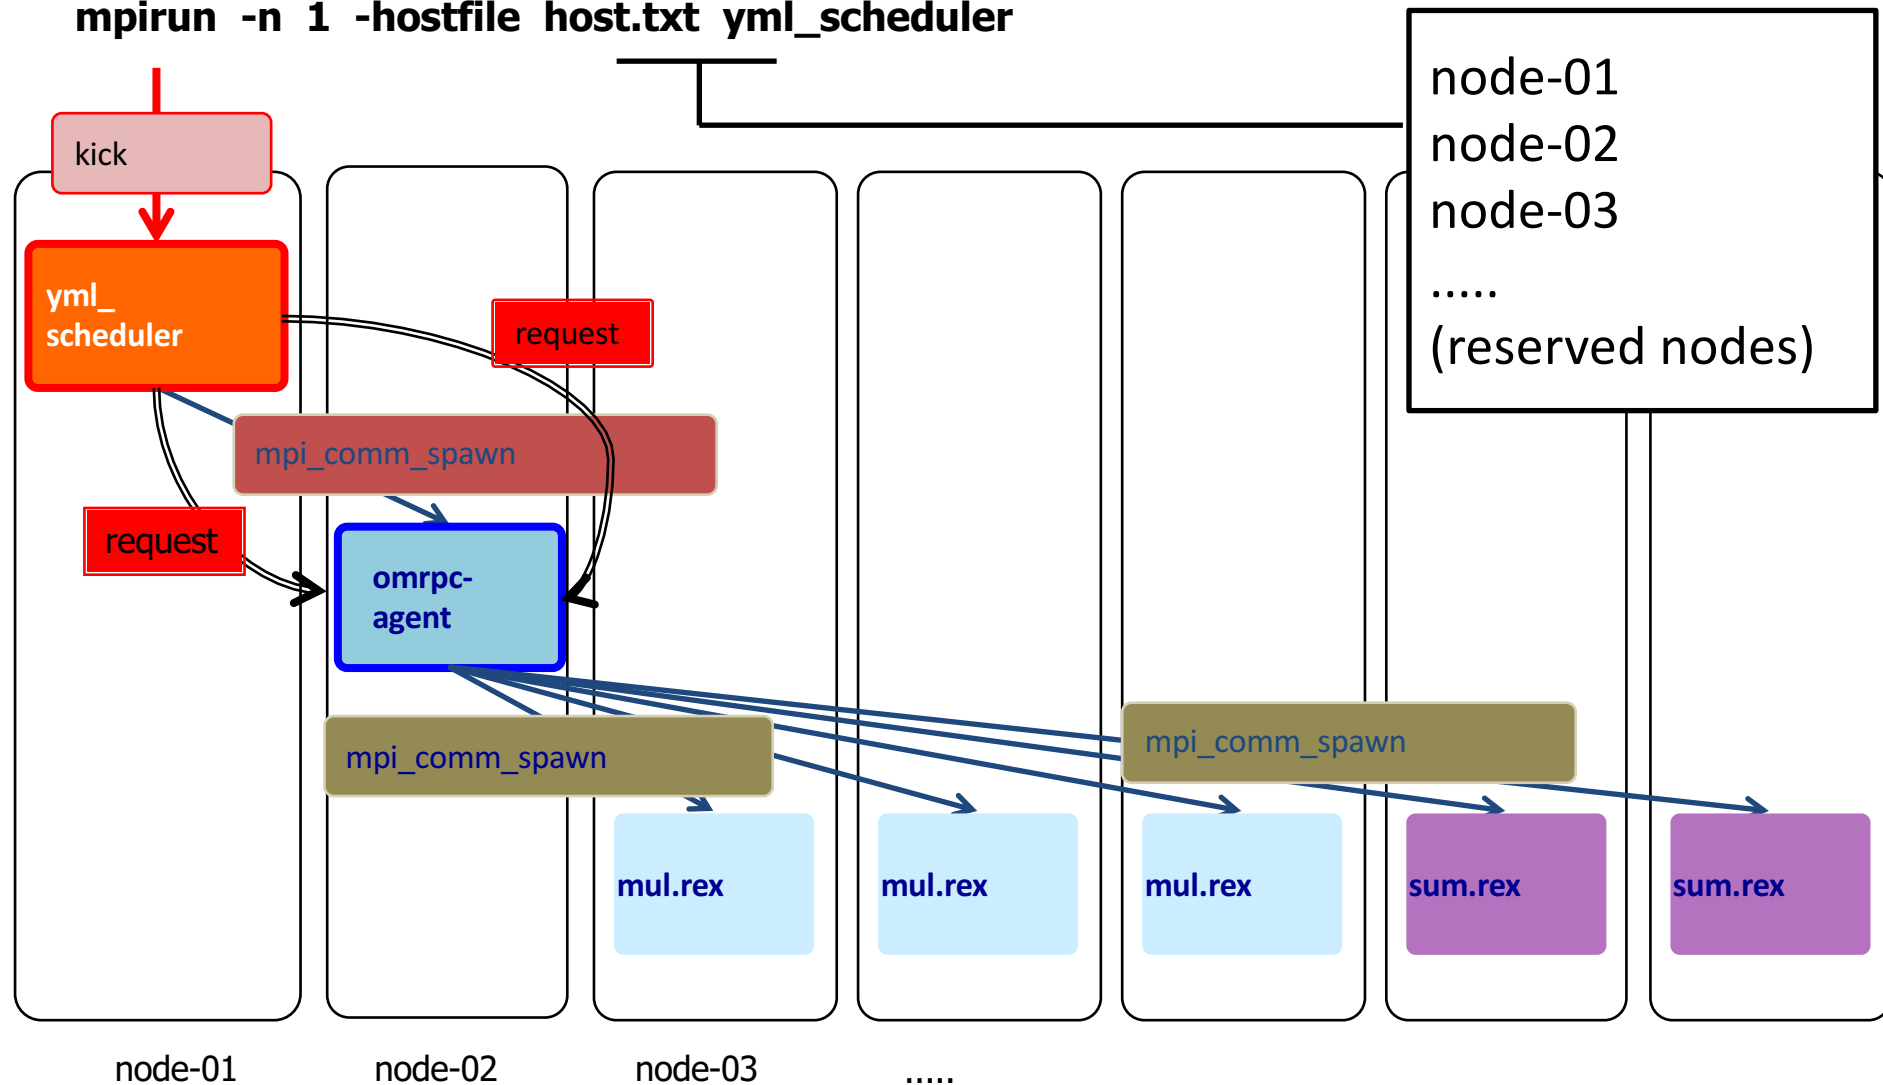 mpirun -n 1 -hostfile host.txt yml_scheduler
node-01
node-02
node-03
.....
(reserved nodes)
kick
yml_
scheduler
request
mpi_comm_spawn
request
omrpc-
agent
mpi_comm_spawn
mpi_comm_spawn
mul.rex
mul.rex
mul.rex
sum.rex
sum.rex
node-01
node-02
node-03
.....